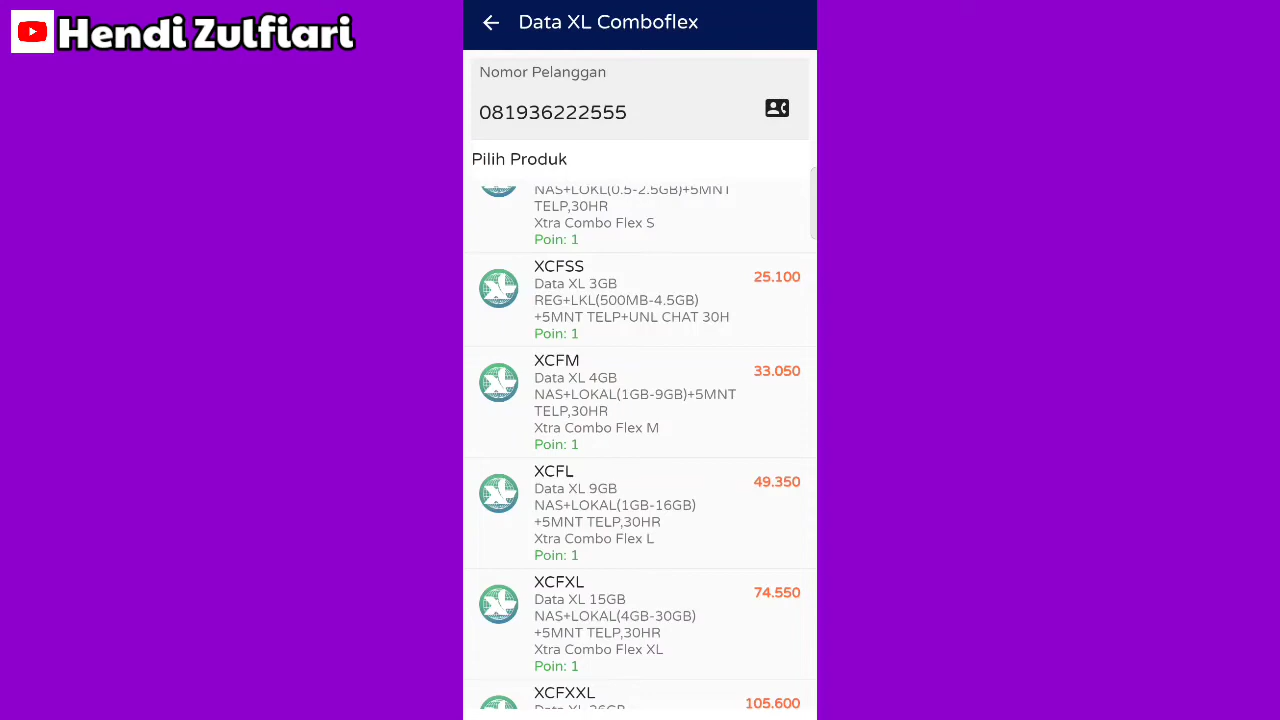 Hendi Zulfiari
Data XL Comboflex
Nomor Pelanggan
081936222555
Pilih Produk
NAS+LOKL(0.5-2.5GB)+5MNT
TELP,30HR
Xtra Combo Flex S
Poin: 1
XCFSS
25.100
Data XL 3GB
REG+LKL(500MB-4.5GB)
+5MNT TELP+UNL CHAT 30H
Poin: 1
XCFM
33.050
Data XL 4GB
NAS+LOKAL(1GB-9GB)+5MNT
TELP,30HR
Xtra Combo Flex M
Poin: 1
XCFL
49.350
Data XL 9GB
NAS+LOKAL(1GB-16GB)
+5MNT TELP,30HR
Xtra Combo Flex L
Poin: 1
XCFXL
74.550
Data XL 15GB
NAS+LOKAL(4GB-30GB)
+5MNT TELP,30HR
Xtra Combo Flex XL
Poin: 1
XCFXXL
105.600
Data XL